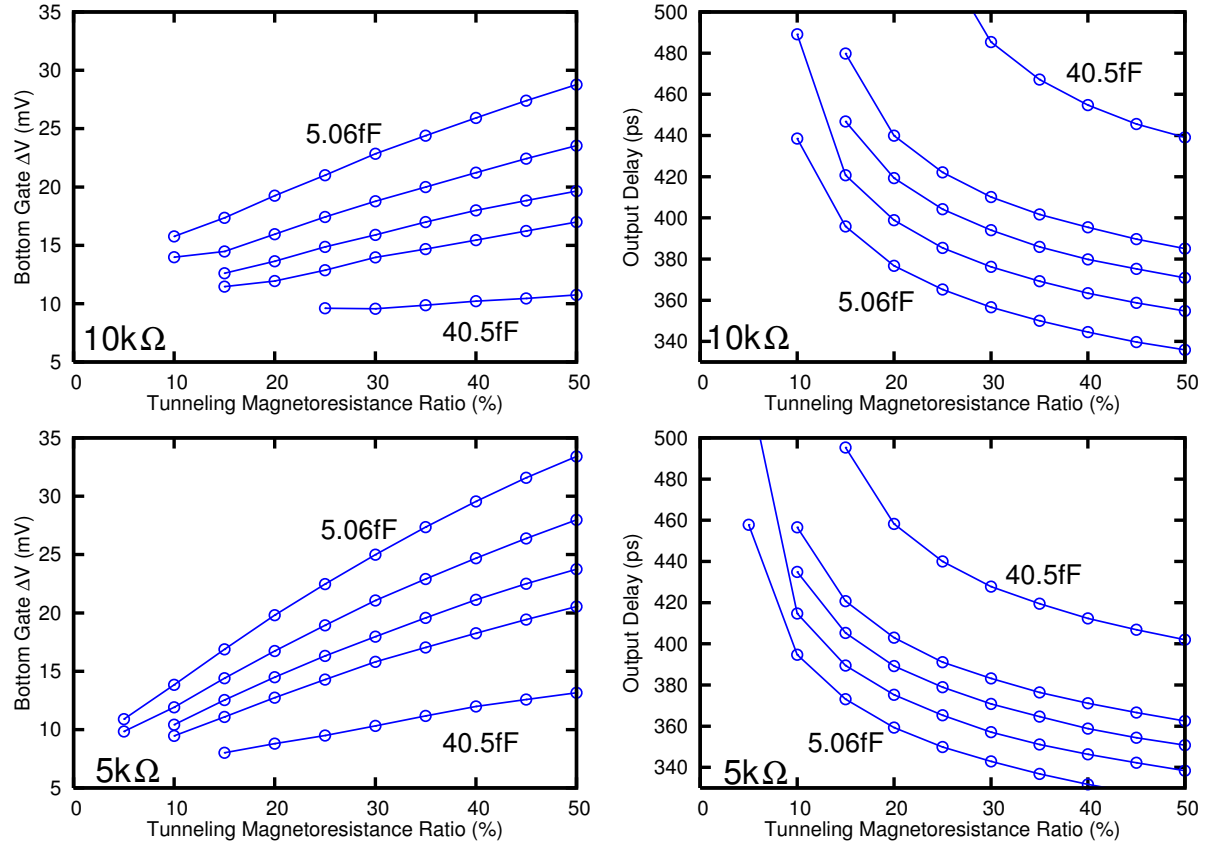 35
30
25
20
15
10
5
0 10 20 30 40 50
Bottom Gate ΔV (mV)
Tunneling Magnetoresistance Ratio (%)
5.06fF
40.5fF
10kΩ
500
480
460
440
420
400
380
360
340
0 10 20 30 40 50
Output Delay (ps)
Tunneling Magnetoresistance Ratio (%)
40.5fF
5.06fF
10kΩ
35
30
25
20
15
10
5
0 10 20 30 40 50
Bottom Gate ΔV (mV)
Tunneling Magnetoresistance Ratio (%)
5.06fF
40.5fF
5kΩ
500
480
460
440
420
400
380
360
340
0 10 20 30 40 50
Output Delay (ps)
Tunneling Magnetoresistance Ratio (%)
40.5fF
5.06fF
5kΩ